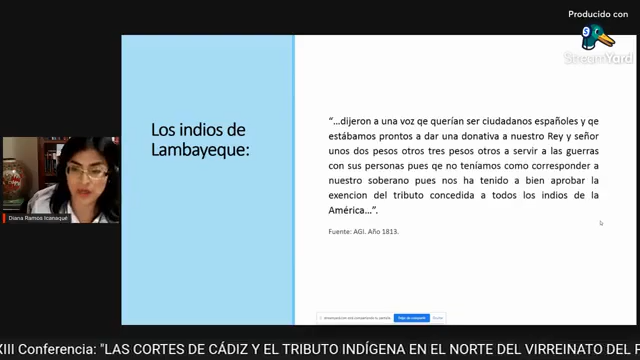 Producido con
StreamYard
Los indios de
Lambayeque:
“…dijeron a una voz qe querían ser ciudadanos españoles y qe
estábamos prontos a dar una donativa a nuestro Rey y señor
unos dos pesos otros tres pesos otros a servir a las guerras
con sus personas pues qe no teníamos como corresponder a
nuestro soberano pues nos ha tenido a bien aprobar la
exencion del tributo concedida a todos los indios de la
América…”.
Fuente: AGI. Año 1813.
Diana Ramos Icanaqué
XIII Conferencia: "LAS CORTES DE CÁDIZ Y EL TRIBUTO INDÍGENA EN EL NORTE DEL VIRREINATO DEL